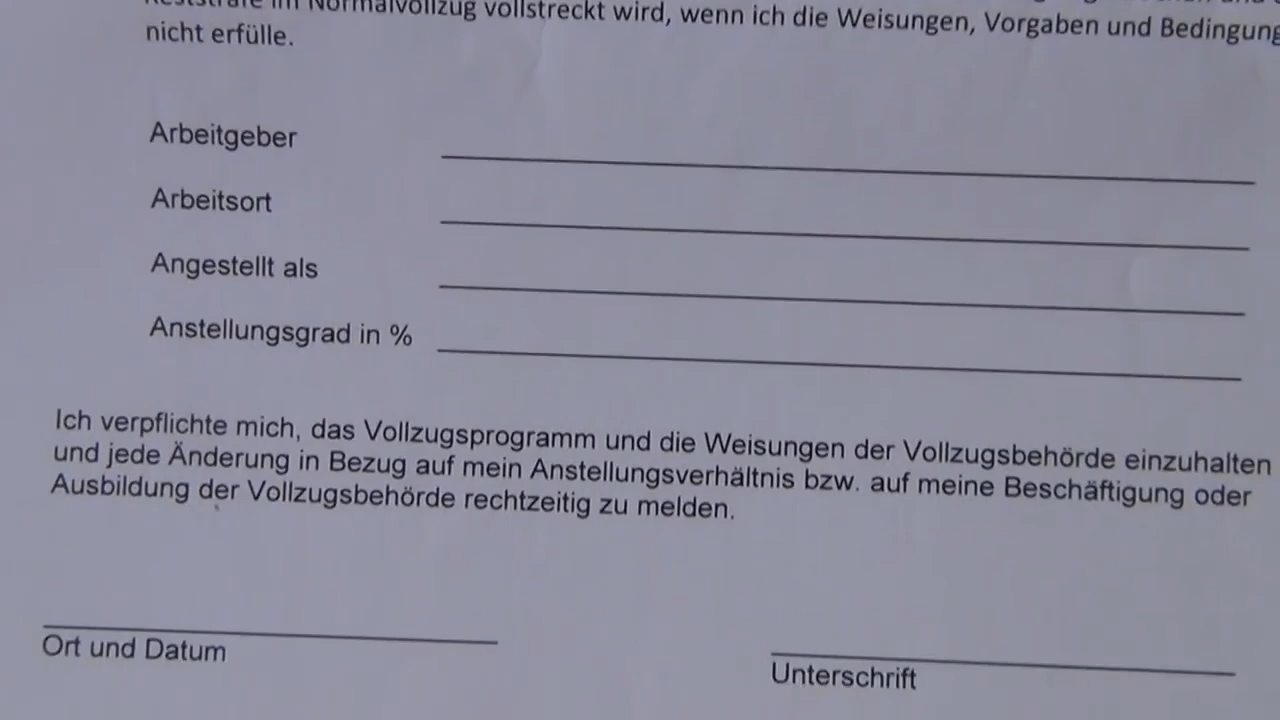 im Normalvollzug vollstreckt wird, wenn ich die Weisungen, Vorgaben und Bedingung
nicht erfülle.
Arbeitgeber
Arbeitsort
Angestellt als
Anstellungsgrad in %
Ich verpflichte mich, das Vollzugsprogramm und die Weisungen der Vollzugsbehörde einzuhalten
und jede Änderung in Bezug auf mein Anstellungsverhältnis bzw. auf meine Beschäftigung oder
Ausbildung der Vollzugsbehörde rechtzeitig zu melden.
Ort und Datum
Unterschrift